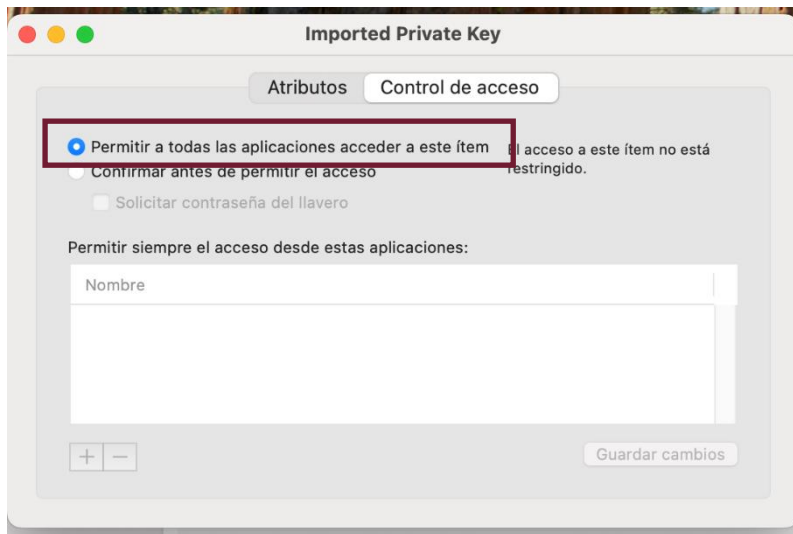 Imported Private Key
Atributos
Control de acceso
Permitir a todas las aplicaciones acceder a este ítem
El acceso a este ítem no está
restringido.
Confirmar antes de permitir el acceso
Solicitar contraseña del llavero
Permitir siempre el acceso desde estas aplicaciones:
Nombre
Guardar cambios